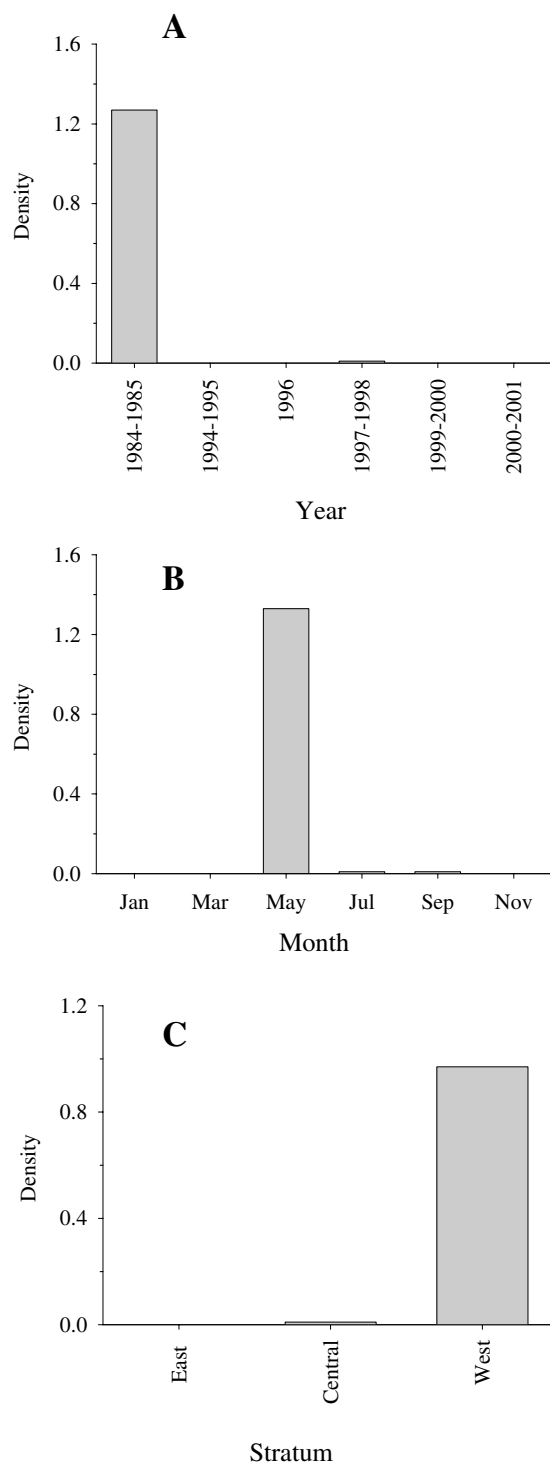 A
1.6
1.2
0.8
0.4
0.0
Density
1984-1985
1994-1995
1996
1997-1998
1999-2000
2000-2001
Year
B
1.6
1.2
0.8
0.4
0.0
Density
Jan Mar May Jul Sep Nov
Month
C
1.2
0.8
0.4
0.0
Density
East
Central
West
Stratum